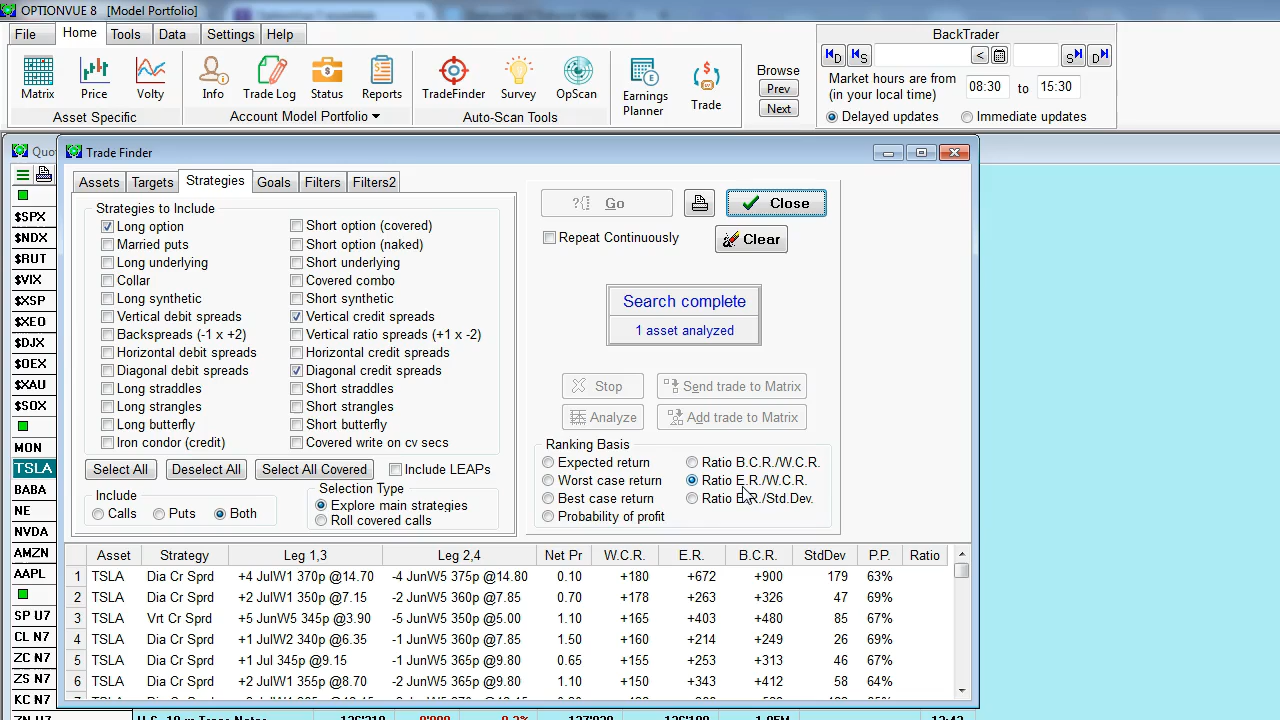 OPTIONVUE 8 [Model Portfolio]
File Home Tools Data Settings Help
Matrix Price Volty Info Trade Log Status Reports TradeFinder Survey OpScan Earnings Planner Trade
Asset Specific Account Model Portfolio Auto-Scan Tools
Browse
Prev
Next
BackTrader
D S < S D
Market hours are from 08:30 to 15:30
(in your local time)
Delayed updates Immediate updates
Quo
$SPX
$NDX
$RUT
$VIX
$XSP
$XEO
$DJX
$OEX
$XAU
$SOX
MON
TSLA
BABA
NE
NVDA
AMZN
AAPL
SP U7
CL N7
ZC N7
ZS N7
KC N7
Trade Finder
Assets Targets Strategies Goals Filters Filters2
Strategies to Include
Long option Short option (covered)
Married puts Short option (naked)
Long underlying Short underlying
Collar Covered combo
Long synthetic Short synthetic
Vertical debit spreads Vertical credit spreads
Backspreads (-1 x +2) Vertical ratio spreads (+1 x -2)
Horizontal debit spreads Horizontal credit spreads
Diagonal debit spreads Diagonal credit spreads
Long straddles Short straddles
Long strangles Short strangles
Long butterfly Short butterfly
Iron condor (credit) Covered write on cv secs
Select All Deselect All Select All Covered Include LEAPs
Include
Calls Puts Both
Selection Type
Explore main strategies
Roll covered calls
?{} Go Close
Repeat Continuously Clear
Search complete
1 asset analyzed
Stop Send trade to Matrix
Analyze Add trade to Matrix
Ranking Basis
Expected return Ratio B.C.R./W.C.R.
Worst case return Ratio E.R./W.C.R.
Best case return Ratio E.R./Std.Dev.
Probability of profit
Asset Strategy Leg 1,3 Leg 2,4 Net Pr W.C.R. E.R. B.C.R. StdDev P.P. Ratio
1 TSLA Dia Cr Sprd +4 JulW1 370p @14.70 -4 JunW5 375p @14.80 0.10 +180 +672 +900 179 63%
2 TSLA Dia Cr Sprd +2 JulW1 350p @7.15 -2 JunW5 360p @7.85 0.70 +178 +263 +326 47 69%
3 TSLA Vrt Cr Sprd +5 JunW5 345p @3.90 -5 JunW5 350p @5.00 1.10 +165 +403 +480 85 67%
4 TSLA Dia Cr Sprd +1 JulW2 340p @6.35 -1 JunW5 360p @7.85 1.50 +160 +214 +249 26 69%
5 TSLA Dia Cr Sprd +1 Jul 345p @9.15 -1 JunW5 365p @9.80 0.65 +155 +253 +313 46 67%
6 TSLA Dia Cr Sprd +2 JulW1 355p @8.70 -2 JunW5 365p @9.80 1.10 +150 +343 +412 58 64%